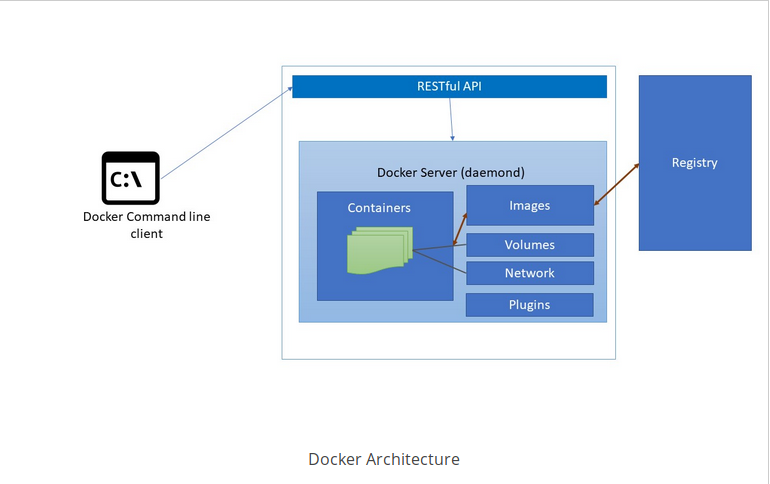 RESTful API
C:\
Docker Command line
client
Docker Server (daemond)
Containers
Images
Volumes
Network
Plugins
Registry
Docker Architecture